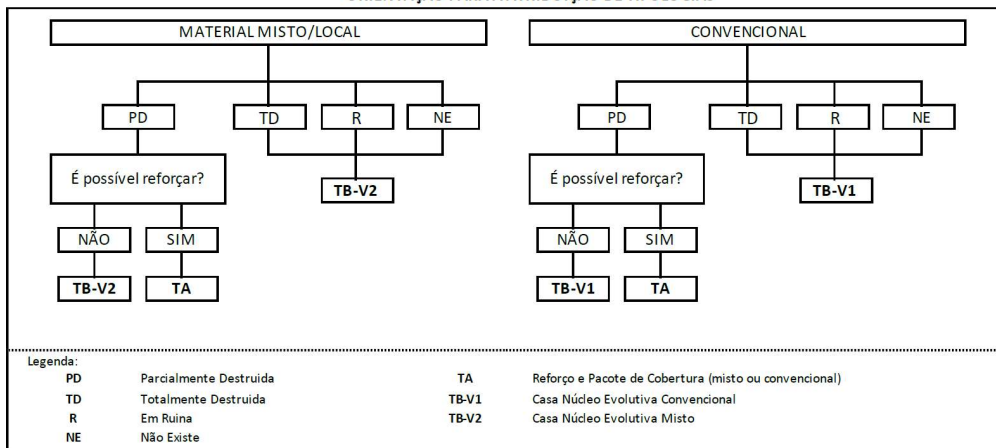 MATERIAL MISTO/LOCAL
CONVENCIONAL
PD
TD
R
NE
PD
TD
R
NE
É possível reforçar?
TB-V2
É possível reforçar?
TB-V1
NÃO
SIM
NÃO
SIM
TB-V2
TA
TB-V1
TA
Legenda:
PD Parcialmente Destruida TA Reforço e Pacote de Cobertura (misto ou convencional)
TD Totalmente Destruida TB-V1 Casa Núcleo Evolutiva Convencional
R Em Ruina TB-V2 Casa Núcleo Evolutiva Misto
NE Não Existe